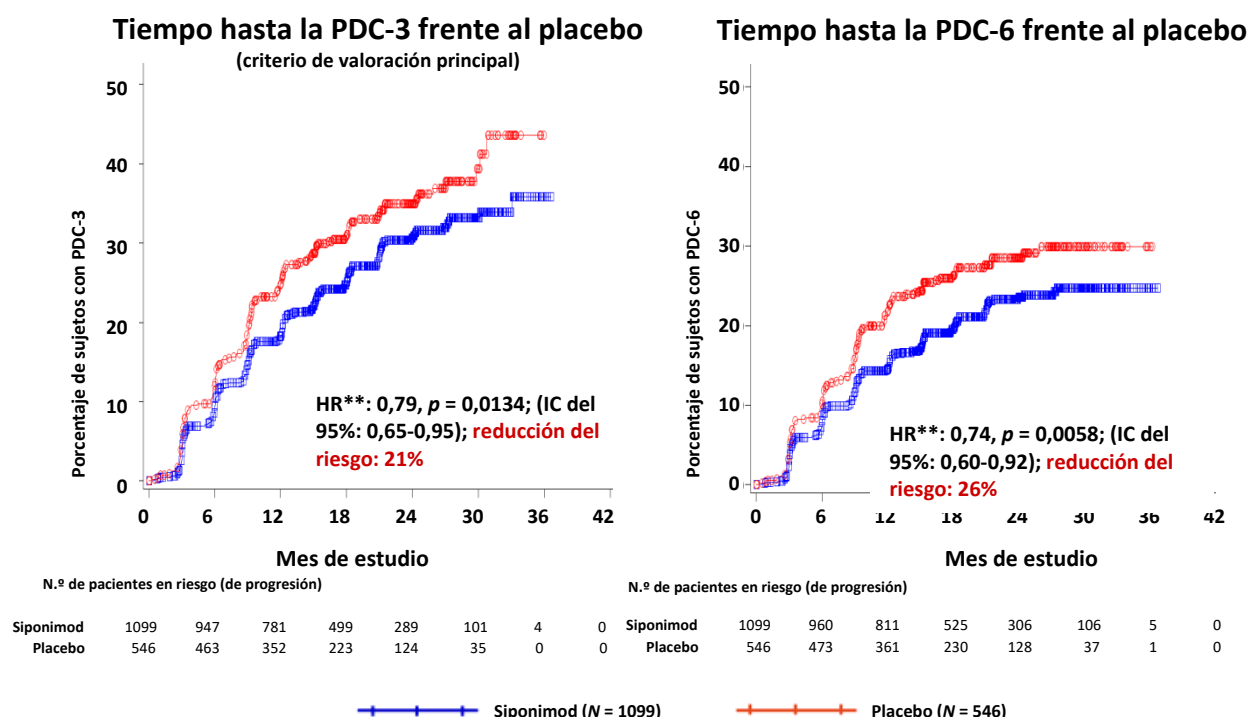 Tiempo hasta la PDC-3 frente al placebo
(criterio de valoración principal)
Porcentaje de sujetos con PDC-3
50
40
30
20
10
0
HR**: 0,79, p = 0,0134; (IC del
95%: 0,65-0,95); reducción del
riesgo: 21%
0 6 12 18 24 30 36 42
Mes de estudio
N.º de pacientes en riesgo (de progresión)
Siponimod 1099 947 781 499 289 101 4 0
Placebo 546 463 352 223 124 35 0 0
Tiempo hasta la PDC-6 frente al placebo
Porcentaje de sujetos con PDC-6
50
40
30
20
10
0
HR**: 0,74, p = 0,0058; (IC del
95%: 0,60-0,92); reducción del
riesgo: 26%
0 6 12 18 24 30 36 42
Mes de estudio
N.º de pacientes en riesgo (de progresión)
Siponimod 1099 960 811 525 306 106 5 0
Placebo 546 473 361 230 128 37 1 0
Siponimod (N = 1099)
Placebo (N = 546)